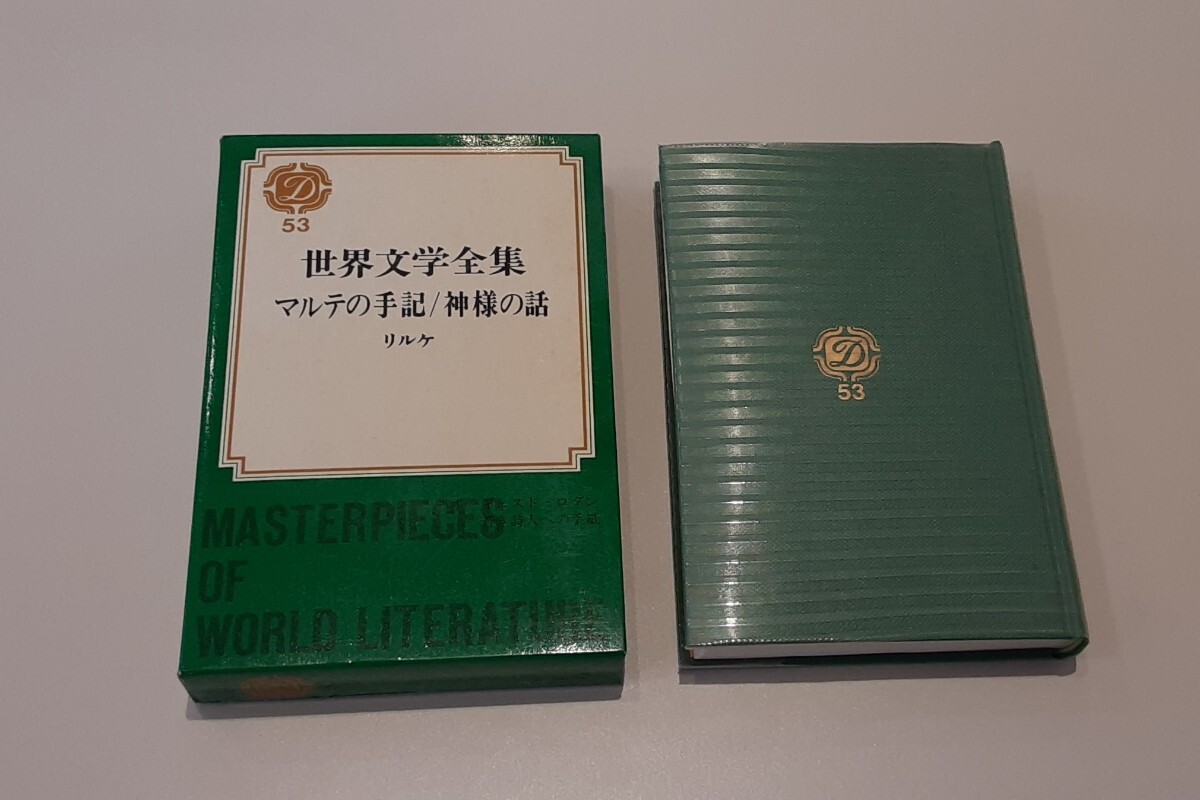 D
53
世界文学全集
マルテの手記/神様の話
リルケ
MASTERPIECES
OF
WORLD LITERATURE
D
53